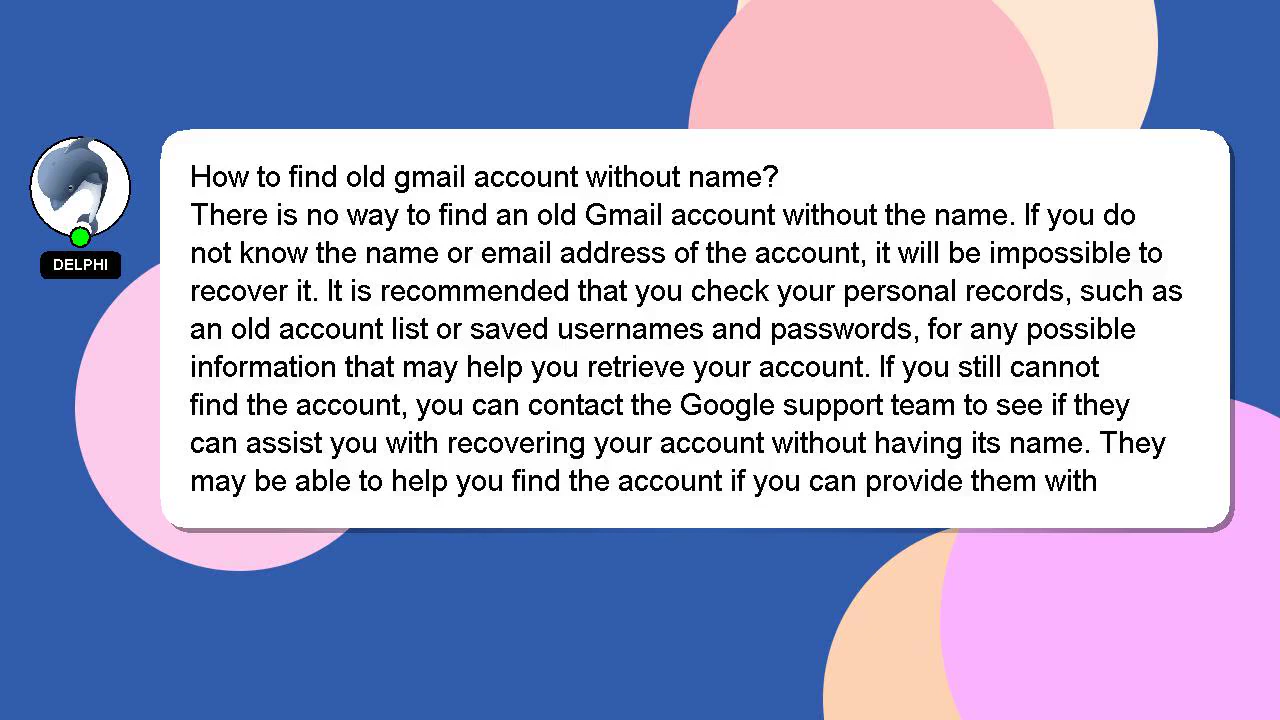 How to find old gmail account without name?
There is no way to find an old Gmail account without the name. If you do
not know the name or email address of the account, it will be impossible to
recover it. It is recommended that you check your personal records, such as
an old account list or saved usernames and passwords, for any possible
information that may help you retrieve your account. If you still cannot
find the account, you can contact the Google support team to see if they
can assist you with recovering your account without having its name. They
may be able to help you find the account if you can provide them with
DELPHI